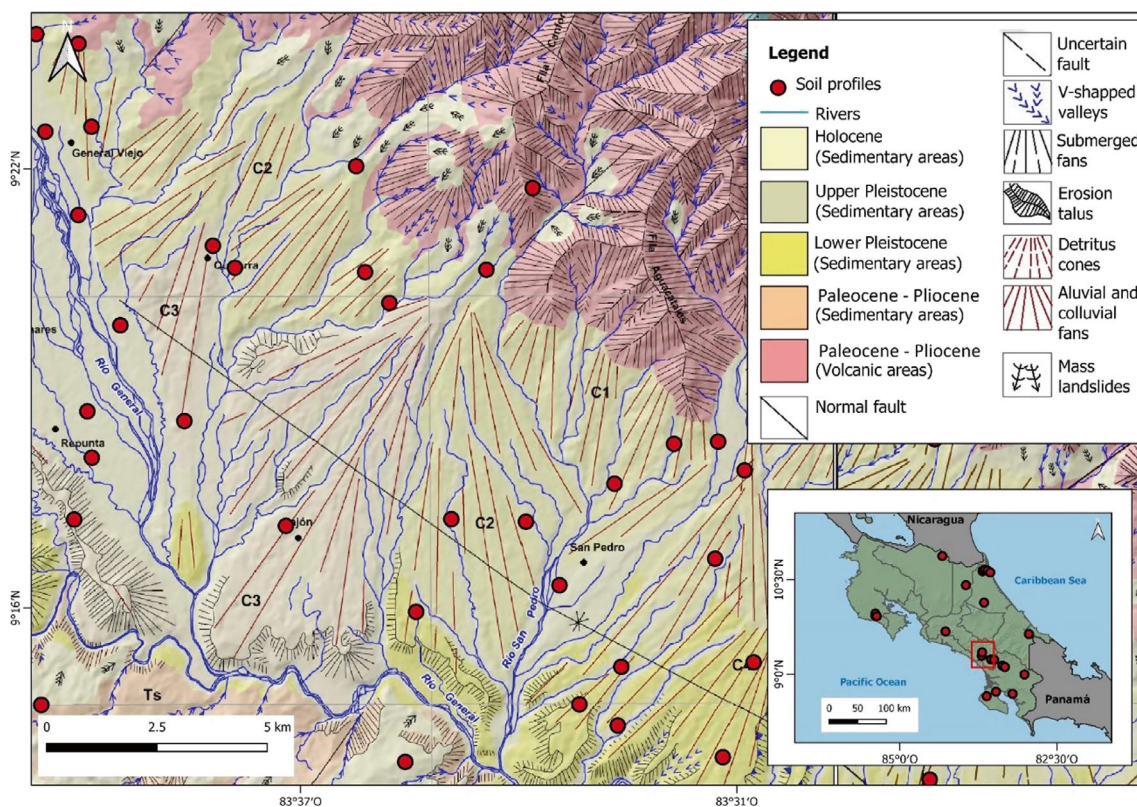 N
Fila
General Viejo
C2
C3
Río General
Repunta
C1
Fila Aguacatales
C2
San Pedro
C3
Río San Pedro
Río General
Ts
0 2.5 5 km
9°22'N
9°16'N
83°37'O
83°31'O
Legend
Soil profiles
Rivers
Holocene
(Sedimentary areas)
Upper Pleistocene
(Sedimentary areas)
Lower Pleistocene
(Sedimentary areas)
Paleocene - Pliocene
(Sedimentary areas)
Paleocene - Pliocene
(Volcanic areas)
Normal fault
Uncertain
fault
V-shapped
valleys
Submerged
fans
Erosion
talus
Detritus
cones
Aluvial and
colluvial
fans
Mass
landslides
Nicaragua
Caribbean Sea
Pacific Ocean
Panamá
0 50 100 km
10°30'N
9°0'N
85°0'O
82°30'O